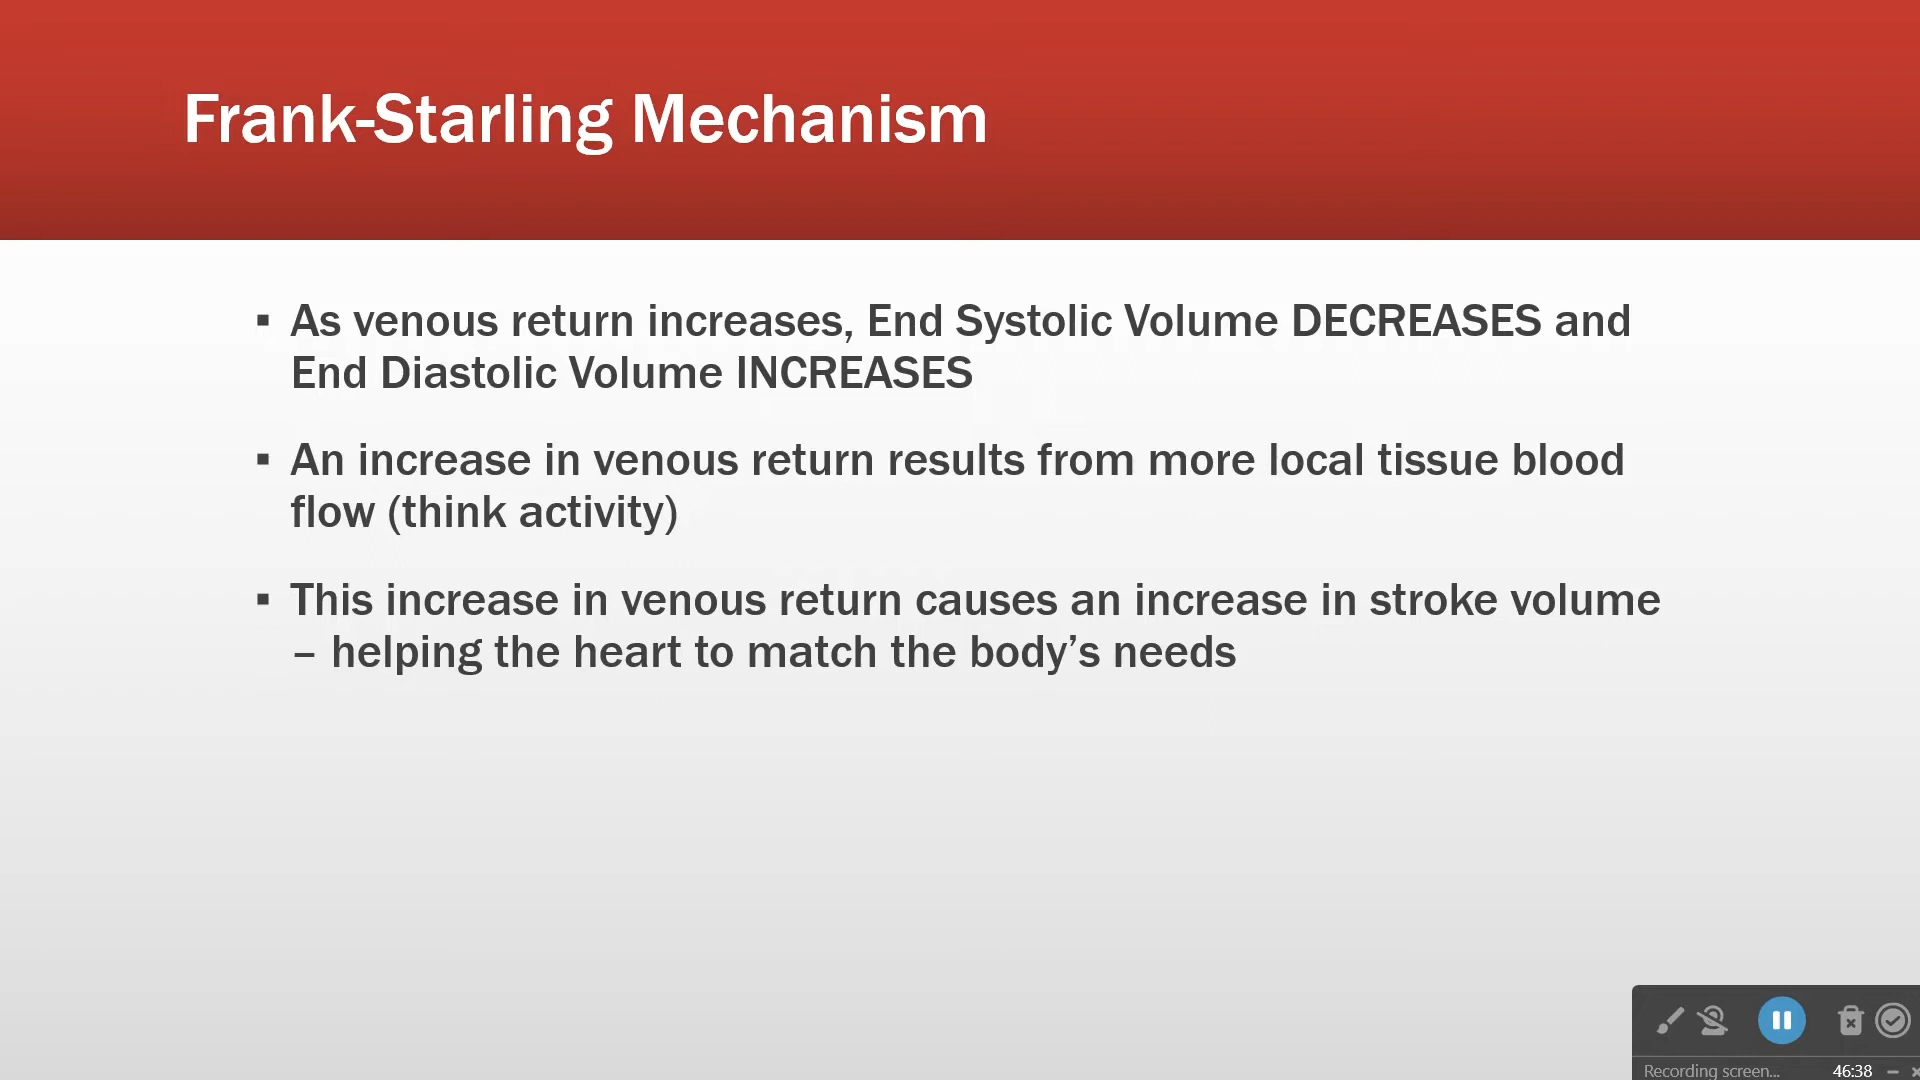 Frank-Starling Mechanism
▪ As venous return increases, End Systolic Volume DECREASES and
End Diastolic Volume INCREASES
▪ An increase in venous return results from more local tissue blood
flow (think activity)
▪ This increase in venous return causes an increase in stroke volume
– helping the heart to match the body’s needs
Recording screen... 46:38